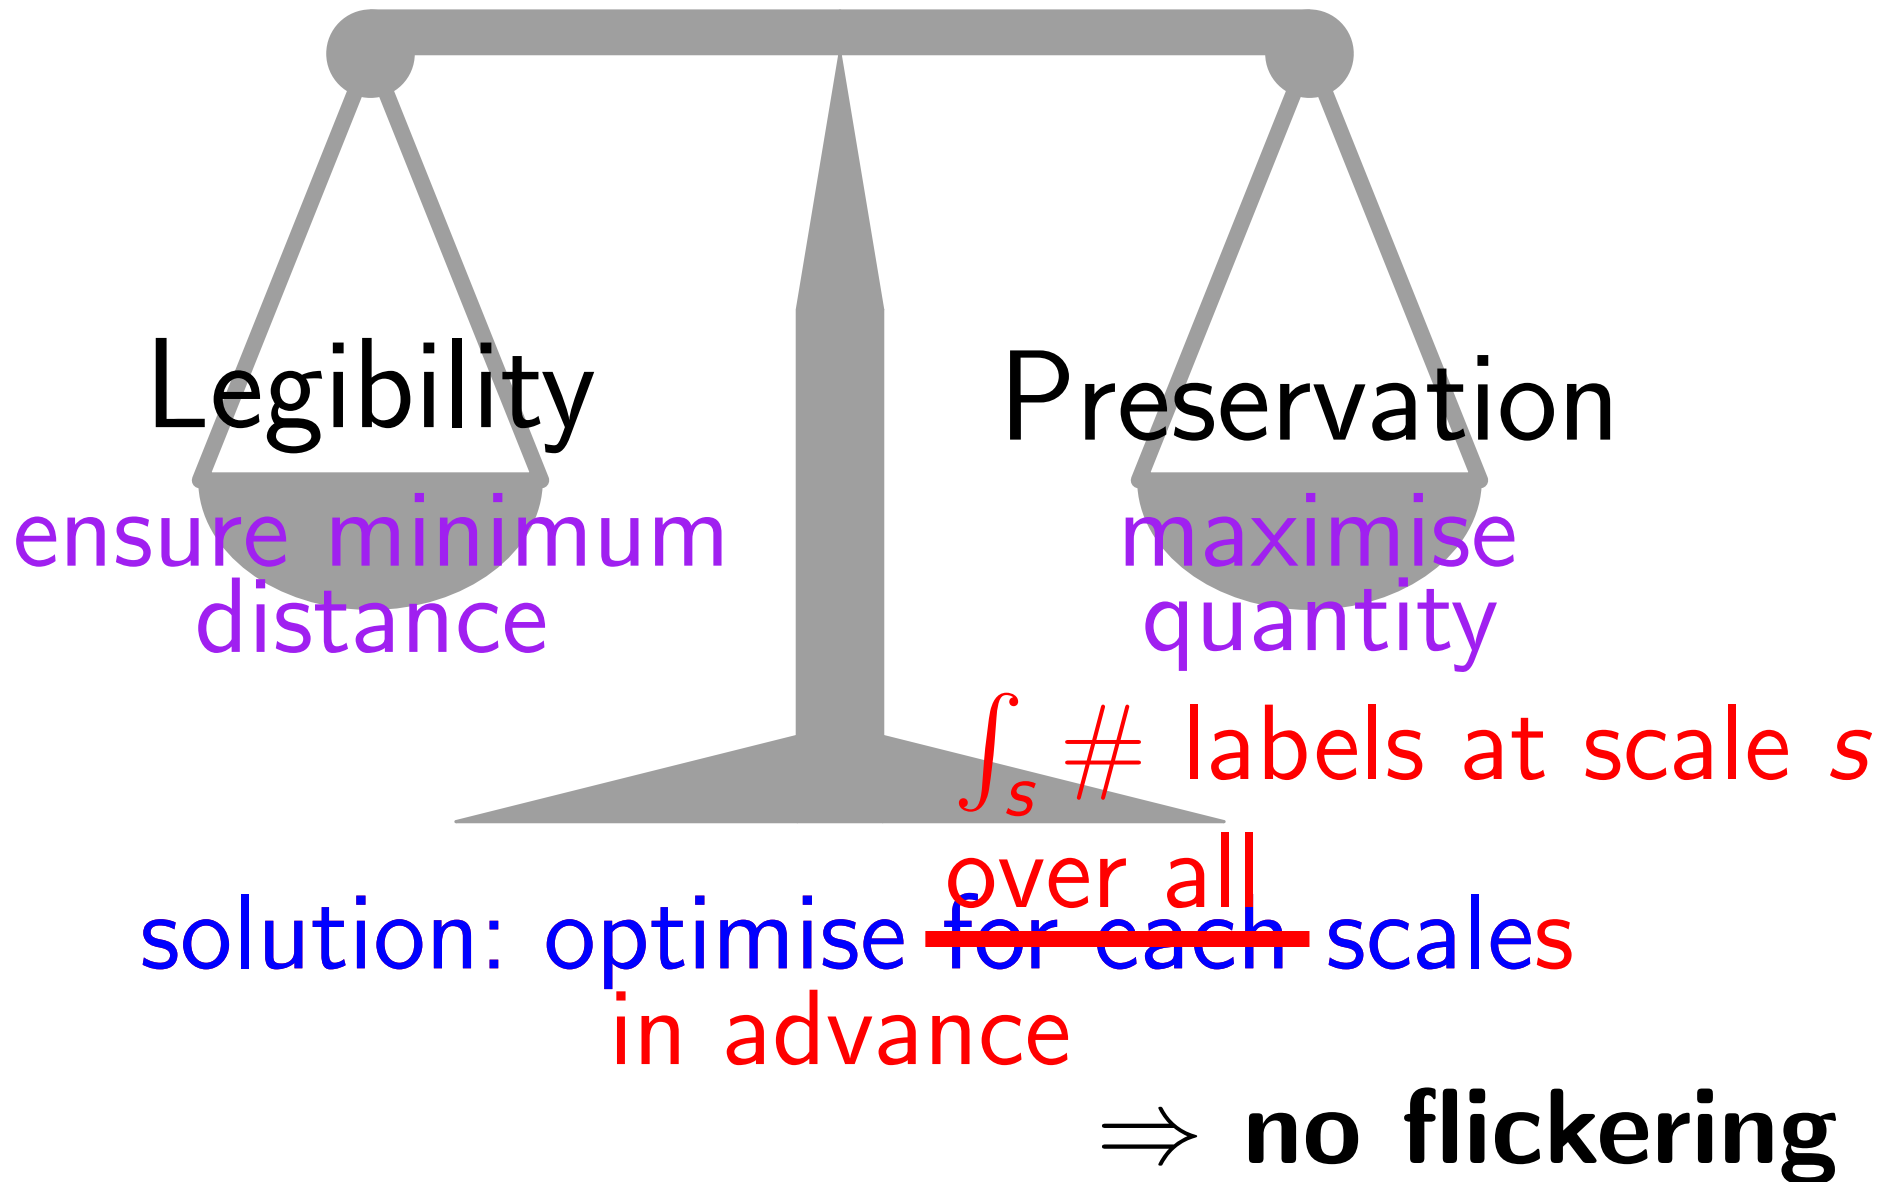 Legibility
Preservation
ensure minimum
distance
maximise
quantity
∫s # labels at scale s
over all
solution: optimise for each scales
in advance
⇒ no flickering